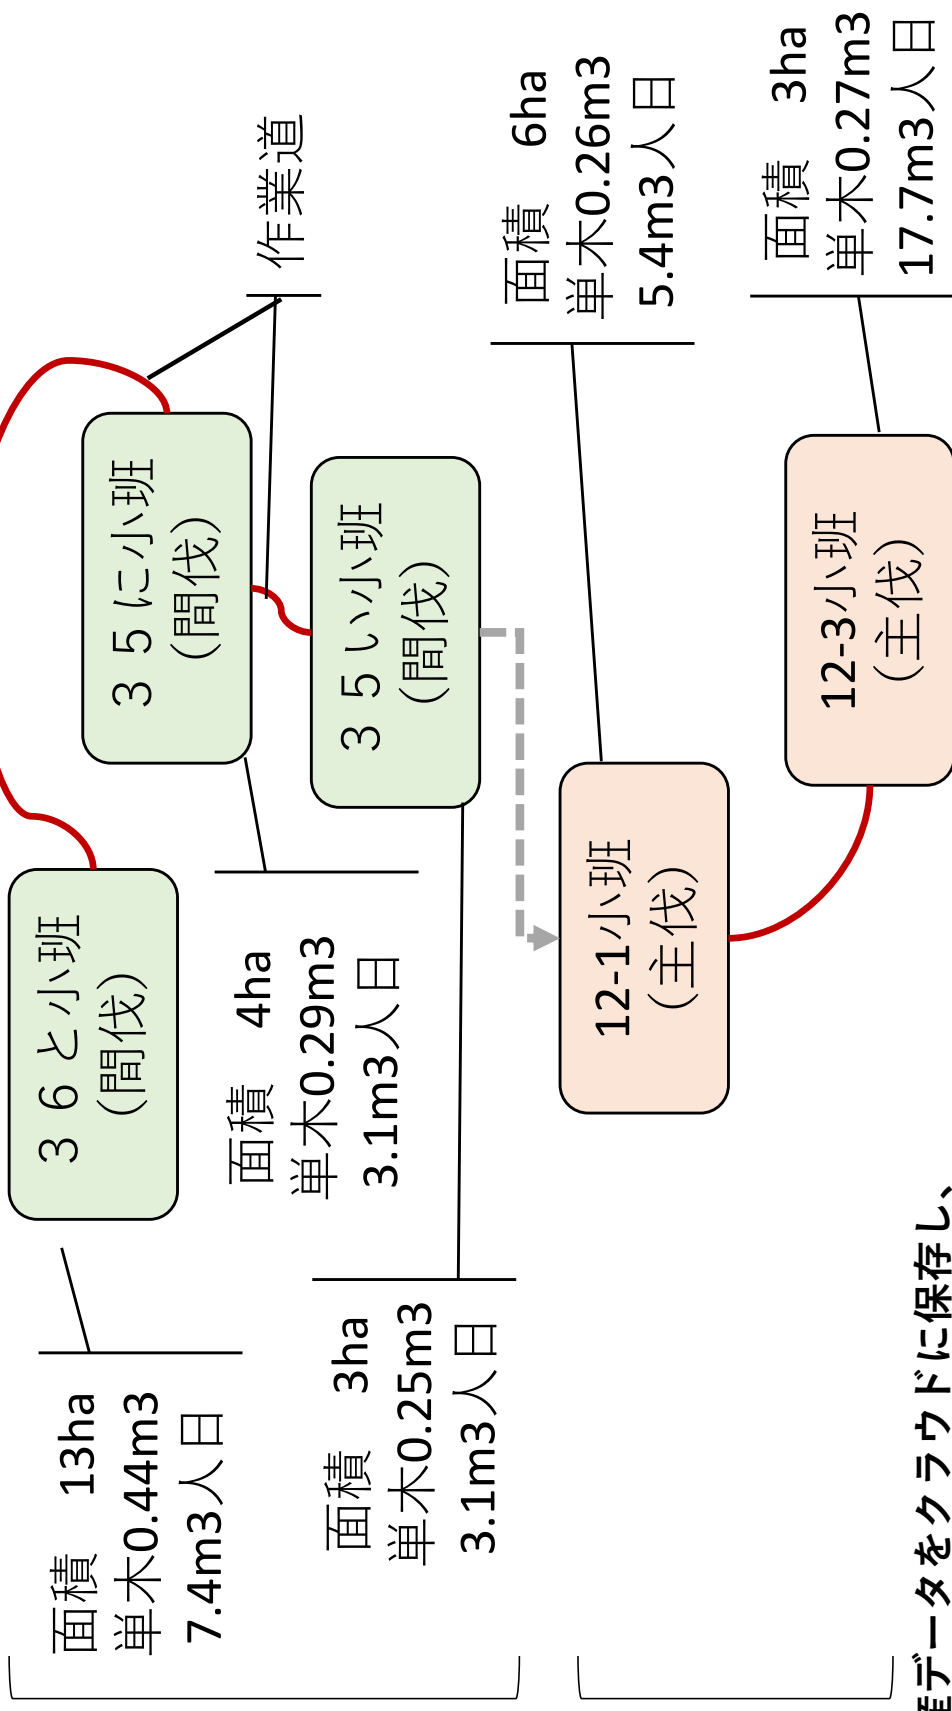 ３６と小班
（間伐）
面積　13ha
単木0.44m3
7.4m3人日
３５に小班
（間伐）
面積　4ha
単木0.29m3
3.1m3人日
作業道
３５い小班
（間伐）
面積　3ha
単木0.25m3
3.1m3人日
面積　6ha
単木0.26m3
5.4m3人日
12-1小班
（主伐）
面積　3ha
単木0.27m3
17.7m3人日
12-3小班
（主伐）
データをクラウドに保存し、